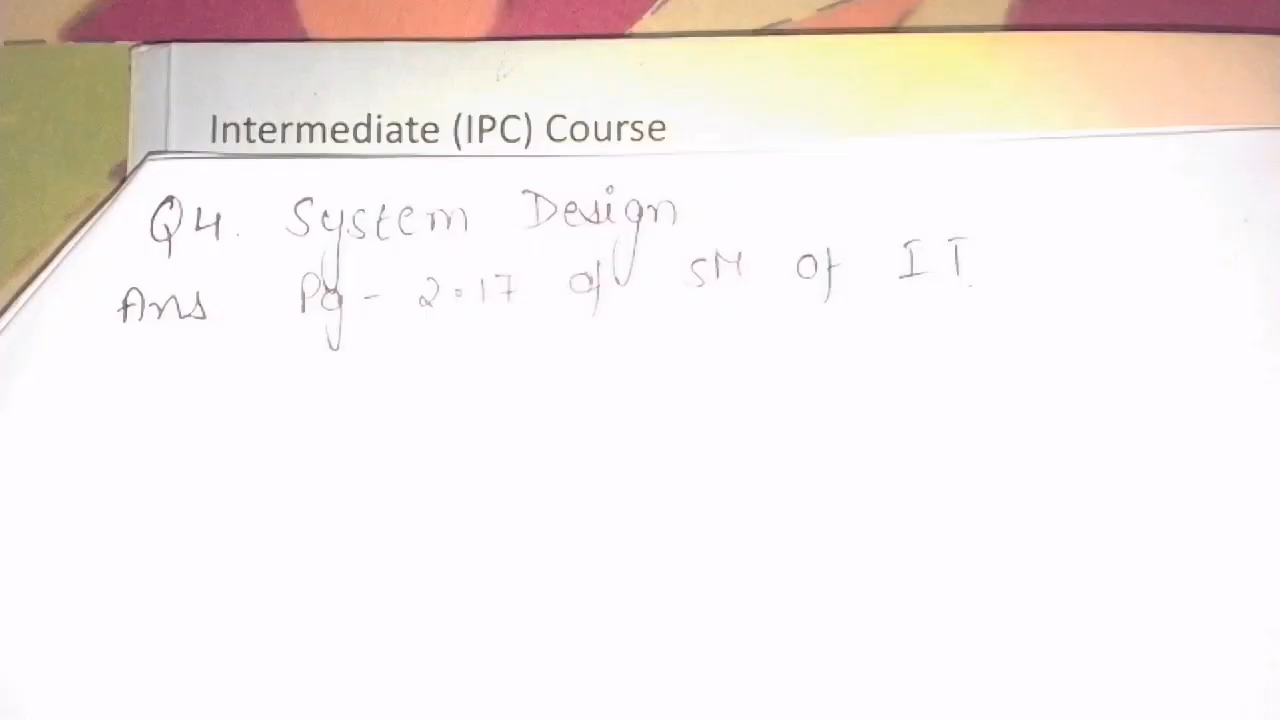 Intermediate (IPC) Course
Q4. System Design
Ans Pg - 2.17 of SM of IT